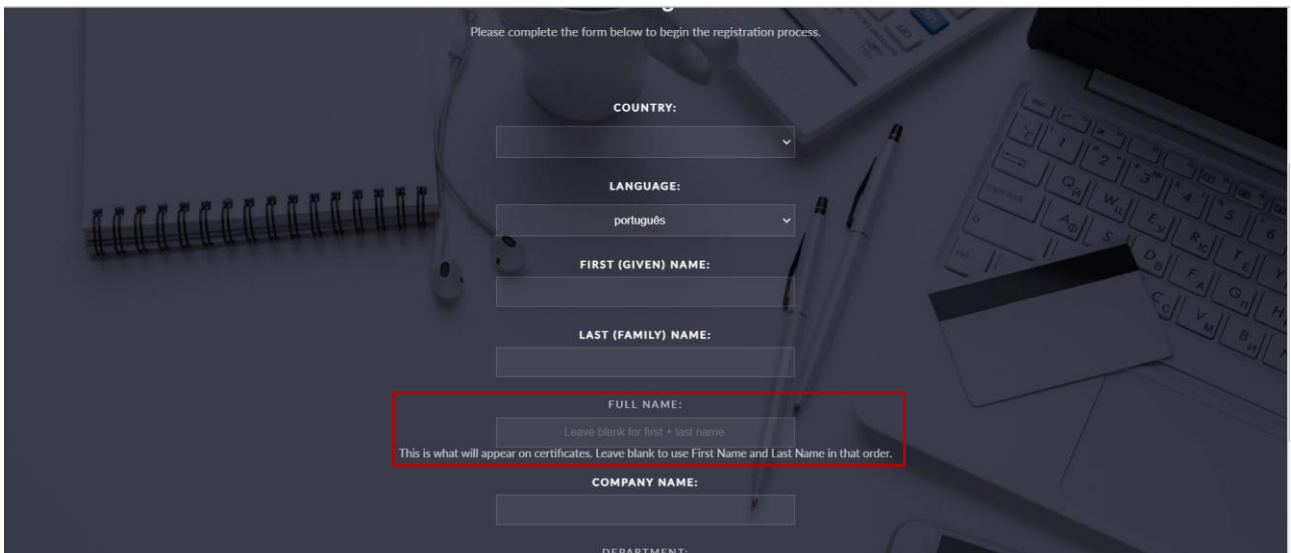 Please complete the form below to begin the registration process.
COUNTRY:
LANGUAGE:
português
FIRST (GIVEN) NAME:
LAST (FAMILY) NAME:
FULL NAME:
Leave blank for first + last name.
This is what will appear on certificates. Leave blank to use First Name and Last Name in that order.
COMPANY NAME:
DEPARTMENT: